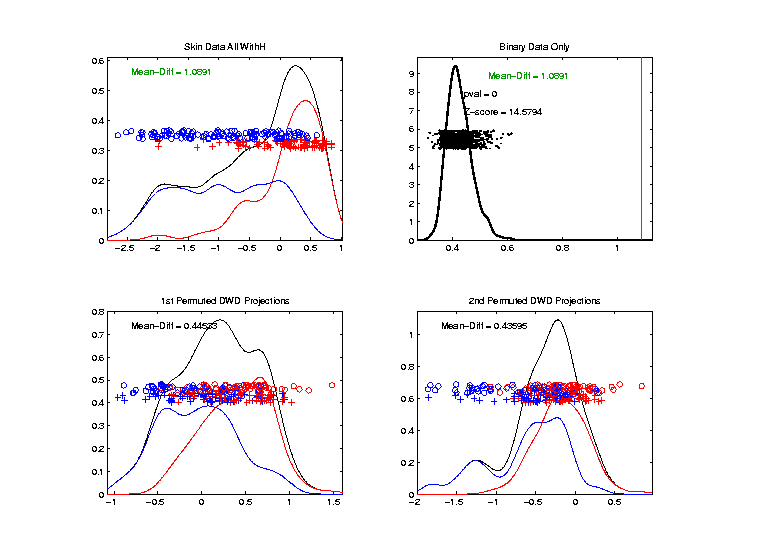 Skin Data All WithH
Mean-Diff = 1.0891
0.6
0.5
0.4
0.3
0.2
0.1
0
-2.5 -2 -1.5 -1 -0.5 0 0.5 1
Binary Data Only
Mean-Diff = 1.0891
pval = 0
Z-score = 14.5794
9
8
7
6
5
4
3
2
1
0
0.4 0.6 0.8 1
1st Permuted DWD Projections
Mean-Diff = 0.44533
0.8
0.7
0.6
0.5
0.4
0.3
0.2
0.1
0
-1 -0.5 0 0.5 1 1.5
2nd Permuted DWD Projections
Mean-Diff = 0.43595
1
0.8
0.6
0.4
0.2
0
-2 -1.5 -1 -0.5 0 0.5